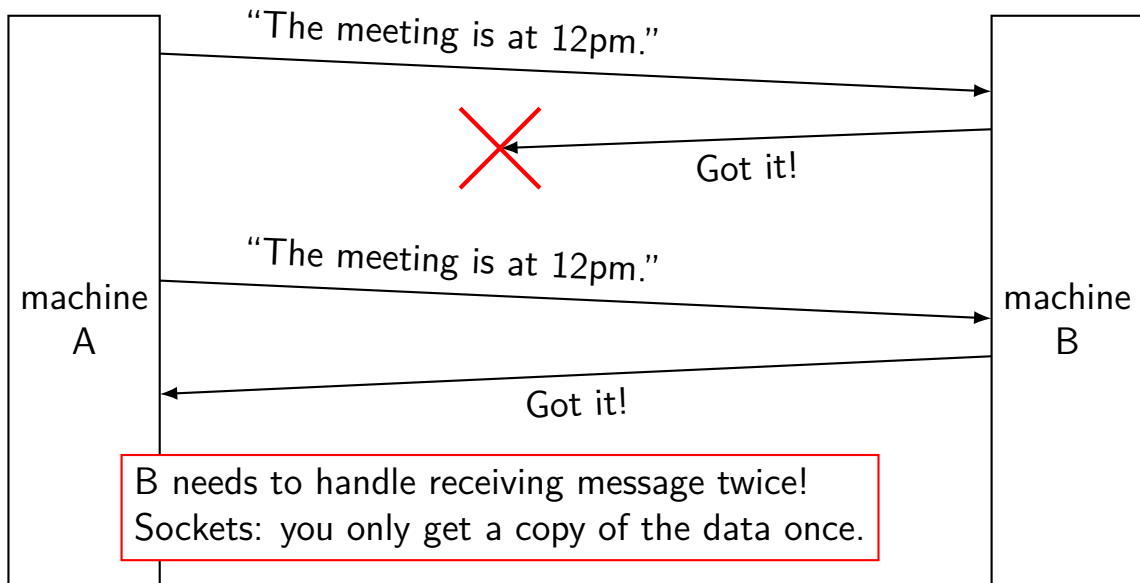 “The meeting is at 12pm.”
Got it!
“The meeting is at 12pm.”
machine
A
machine
B
Got it!
B needs to handle receiving message twice!
Sockets: you only get a copy of the data once.